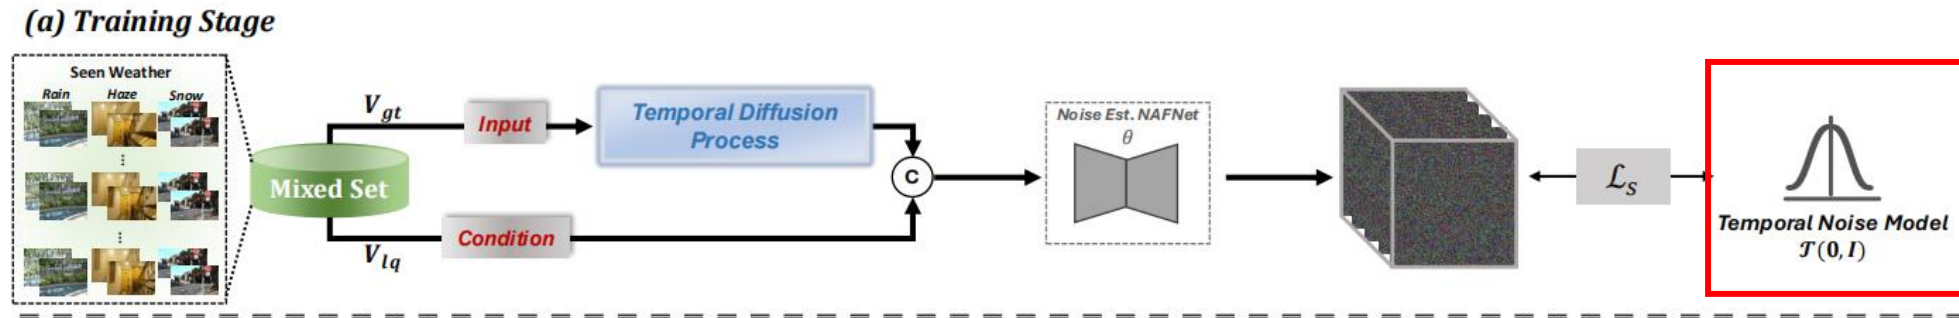 (a) Training Stage
Seen Weather
Rain Haze Snow
⋮
⋮
Mixed Set
V_gt
Input
Temporal Diffusion
Process
V_lq
Condition
C
Noise Est. NAFNet
θ
ℒ_S
Temporal Noise Model
𝒯(0, I)